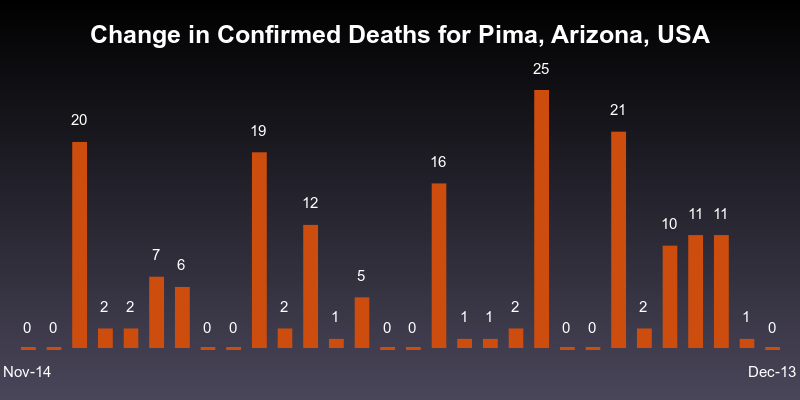 Change in Confirmed Deaths for Pima, Arizona, USA
0 0 20 2 2 7 6 0 0 19 2 12 1 5 0 0 16 1 1 2 25 0 0 21 2 10 11 11 1 0
Nov-14 Dec-13